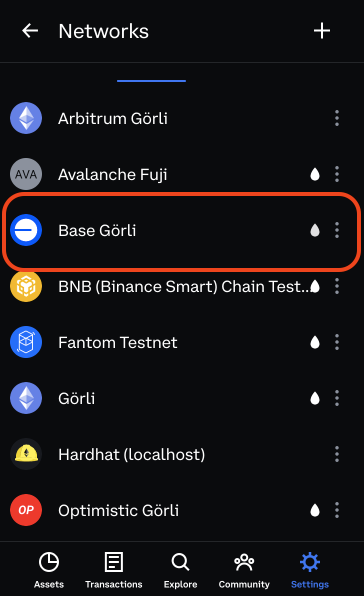 Networks
Arbitrum Görli
AVA Avalanche Fuji
Base Görli
BNB (Binance Smart) Chain Test...
Fantom Testnet
Görli
Hardhat (localhost)
OP Optimistic Görli
Assets Transactions Explore Community Settings